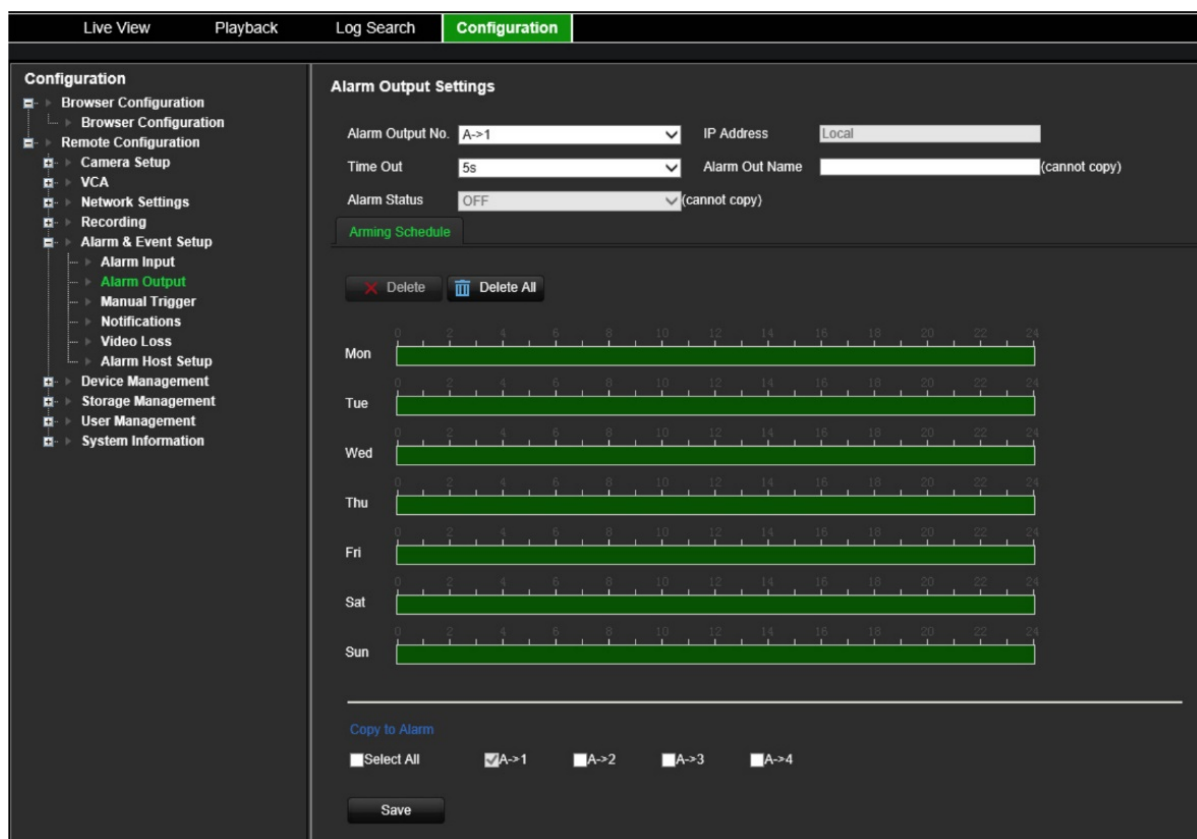 Live View Playback Log Search Configuration
Configuration
Browser Configuration
Browser Configuration
Remote Configuration
Camera Setup
VCA
Network Settings
Recording
Alarm & Event Setup
Alarm Input
Alarm Output
Manual Trigger
Notifications
Video Loss
Alarm Host Setup
Device Management
Storage Management
User Management
System Information
Alarm Output Settings
Alarm Output No. A->1 IP Address Local
Time Out 5s Alarm Out Name (cannot copy)
Alarm Status OFF (cannot copy)
Arming Schedule
Delete Delete All
0 2 4 6 8 10 12 14 16 18 20 22 24
Mon
0 2 4 6 8 10 12 14 16 18 20 22 24
Tue
0 2 4 6 8 10 12 14 16 18 20 22 24
Wed
0 2 4 6 8 10 12 14 16 18 20 22 24
Thu
0 2 4 6 8 10 12 14 16 18 20 22 24
Fri
0 2 4 6 8 10 12 14 16 18 20 22 24
Sat
0 2 4 6 8 10 12 14 16 18 20 22 24
Sun
Copy to Alarm
Select All A->1 A->2 A->3 A->4
Save